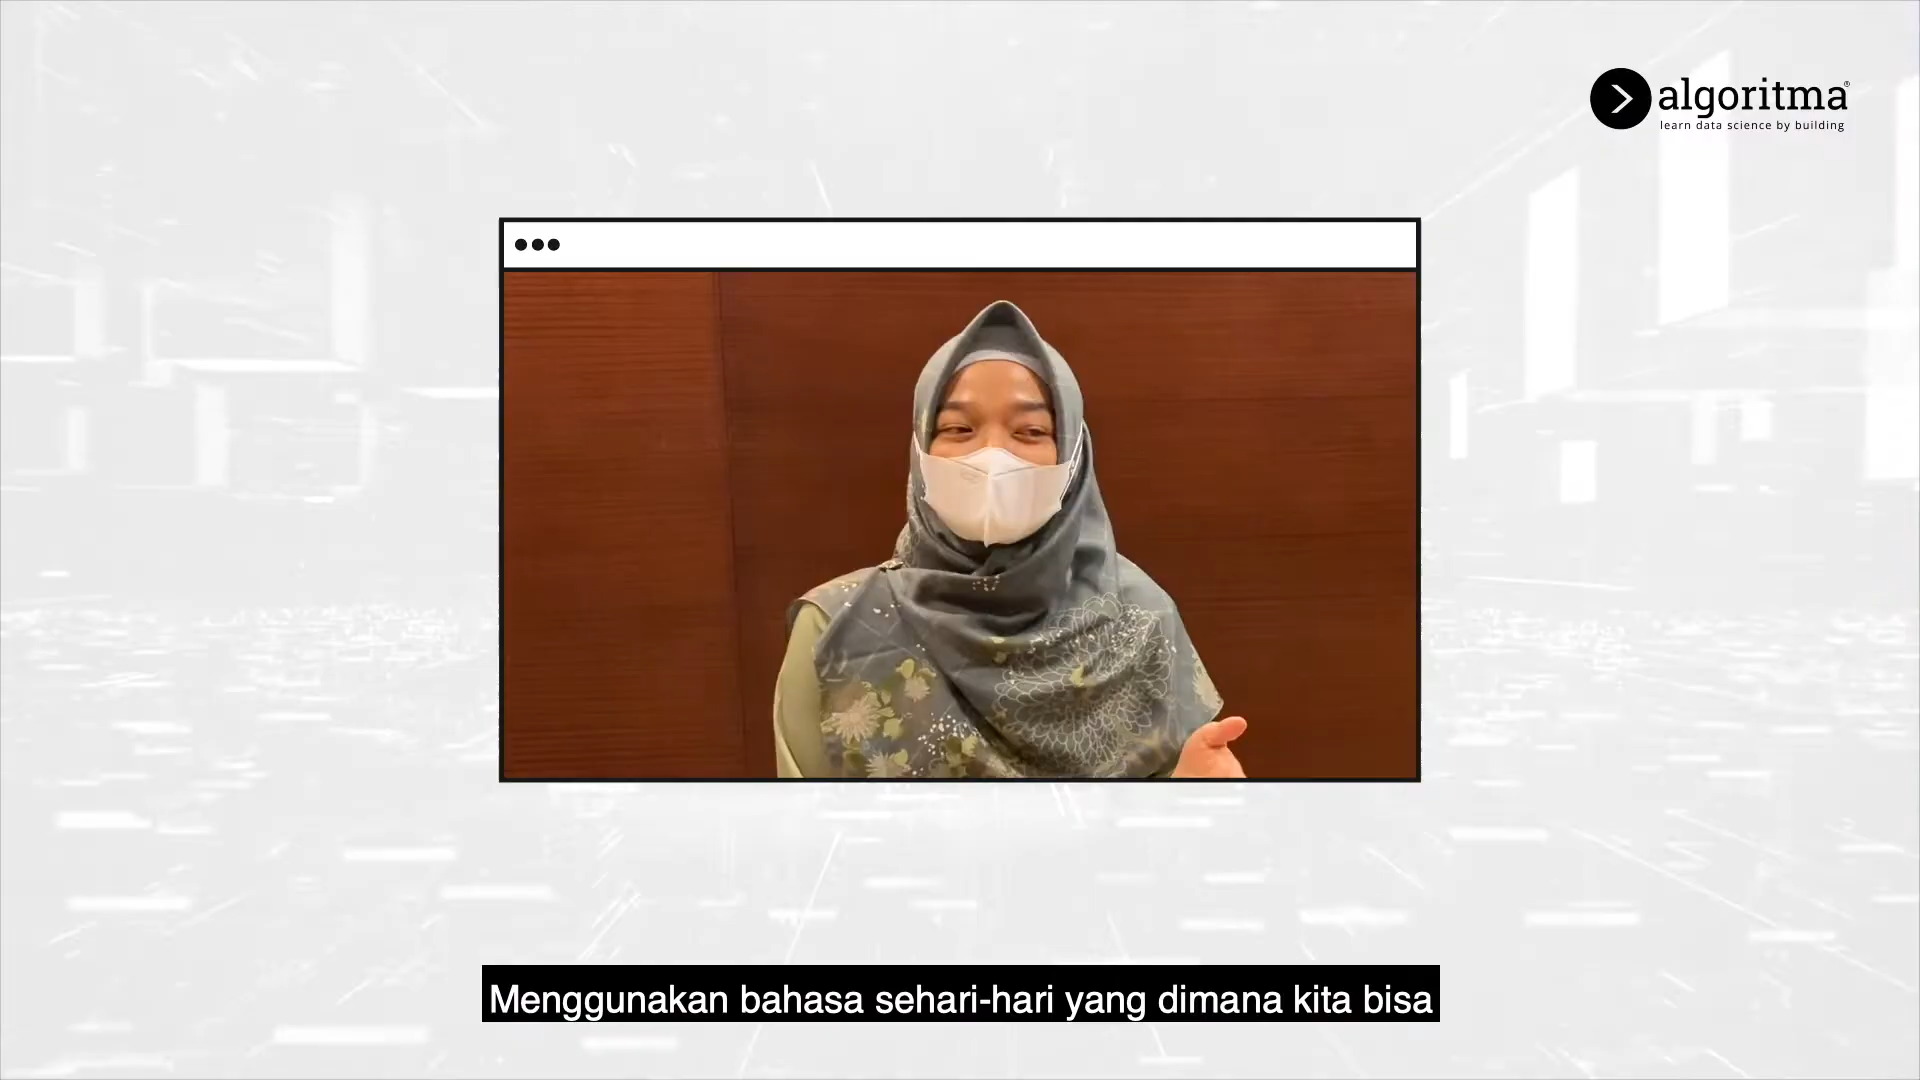 algoritma®
learn data science by building
Menggunakan bahasa sehari-hari yang dimana kita bisa